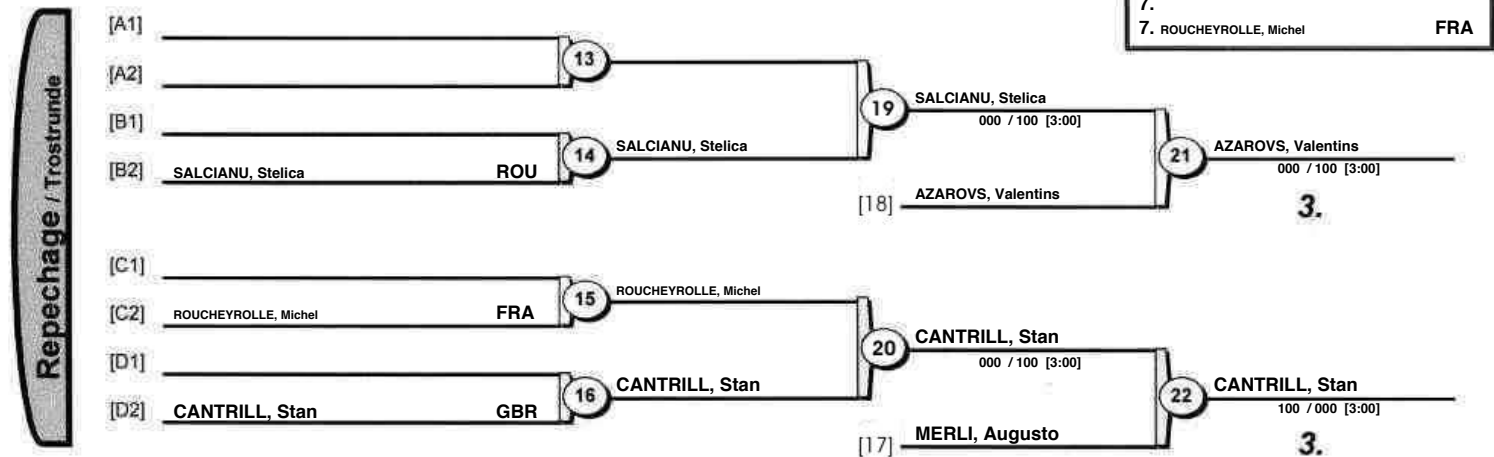 7.
7. ROUCHEYROLLE, Michel FRA
Repechage / Trostrunde
[A1]
13
[A2]
19 SALCIANU, Stelica
000 / 100 [3:00]
[B1]
14 SALCIANU, Stelica
21 AZAROVS, Valentins
000 / 100 [3:00]
[B2] SALCIANU, Stelica ROU
[18] AZAROVS, Valentins
3.
[C1]
15 ROUCHEYROLLE, Michel
[C2] ROUCHEYROLLE, Michel FRA
20 CANTRILL, Stan
000 / 100 [3:00]
[D1]
16 CANTRILL, Stan
22 CANTRILL, Stan
100 / 000 [3:00]
[D2] CANTRILL, Stan GBR
[17] MERLI, Augusto
3.